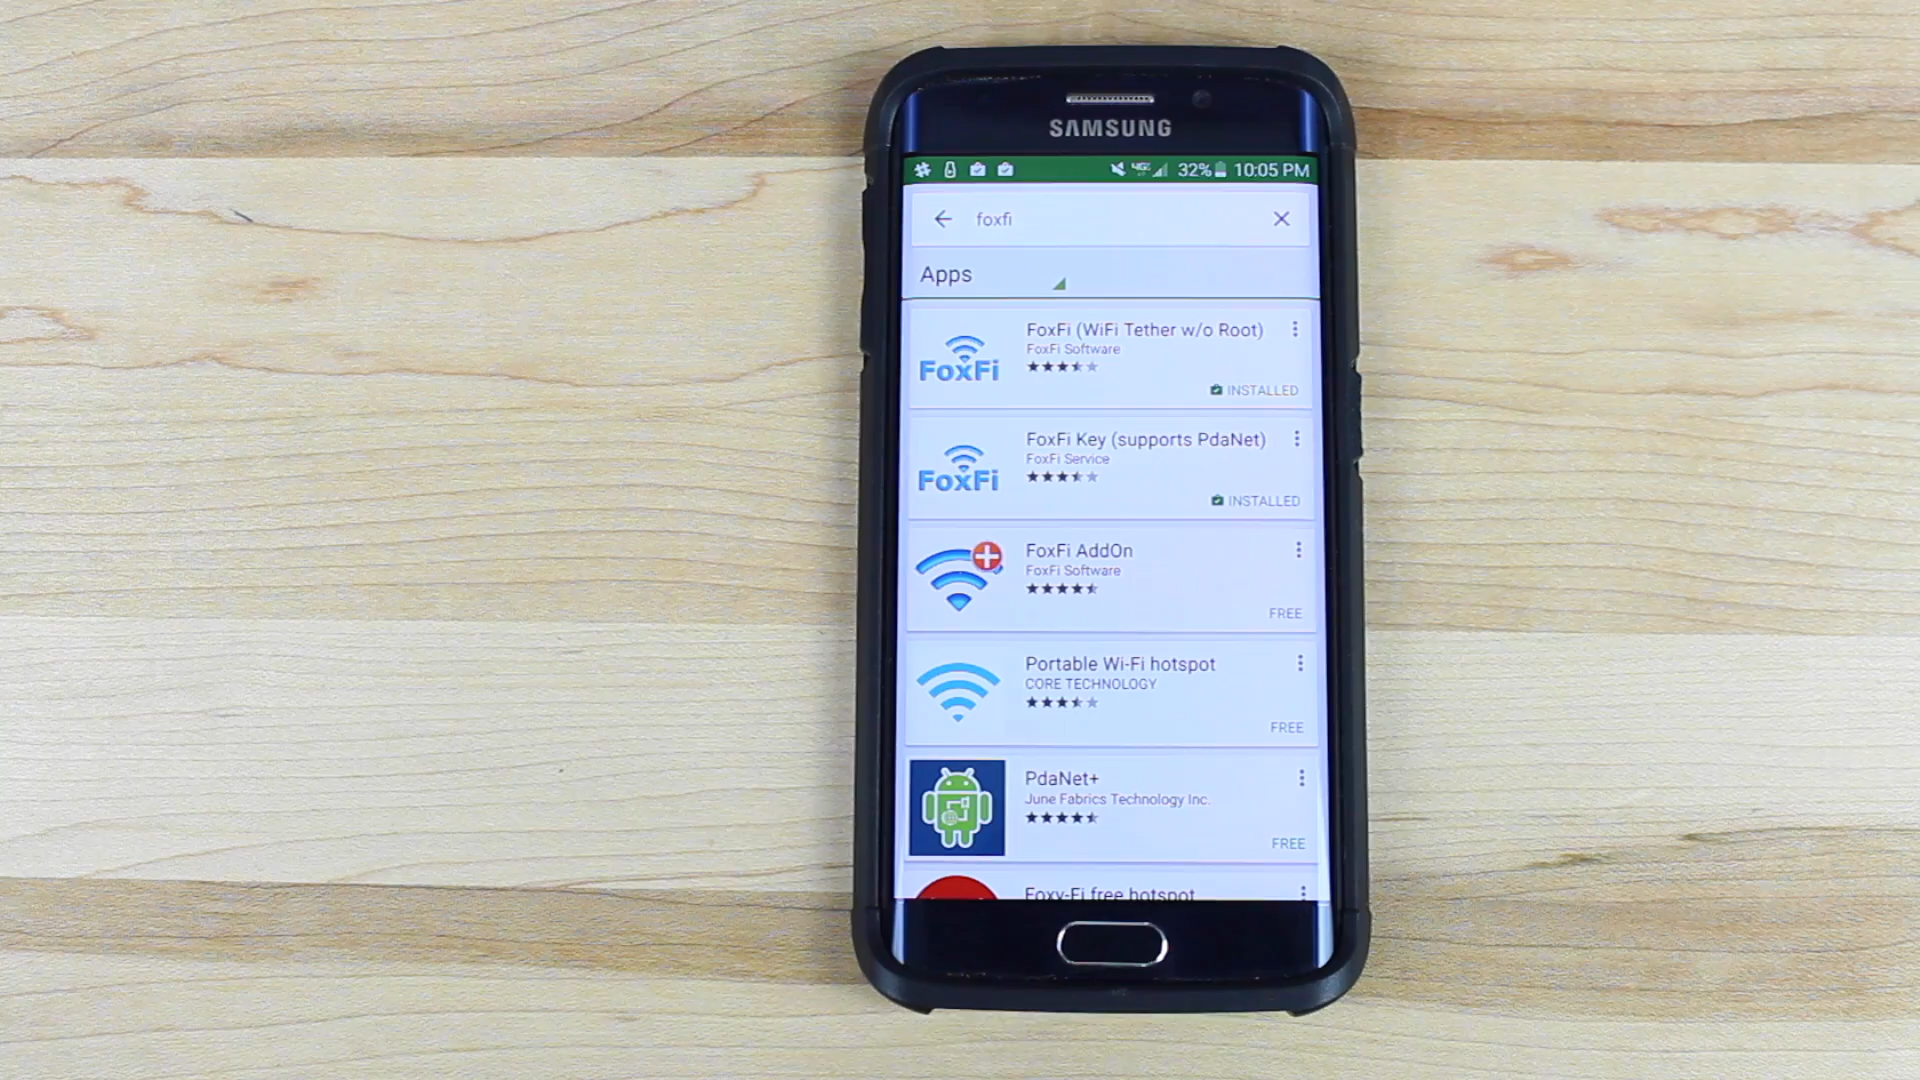 SAMSUNG
4G 32% 10:05 PM
foxfi
Apps
FoxFi
FoxFi (WiFi Tether w/o Root)
FoxFi Software
INSTALLED
FoxFi
FoxFi Key (supports PdaNet)
FoxFi Service
INSTALLED
FoxFi AddOn
FoxFi Software
FREE
Portable Wi-Fi hotspot
CORE TECHNOLOGY
FREE
PdaNet+
June Fabrics Technology Inc.
FREE
Foxy-Fi free hotspot